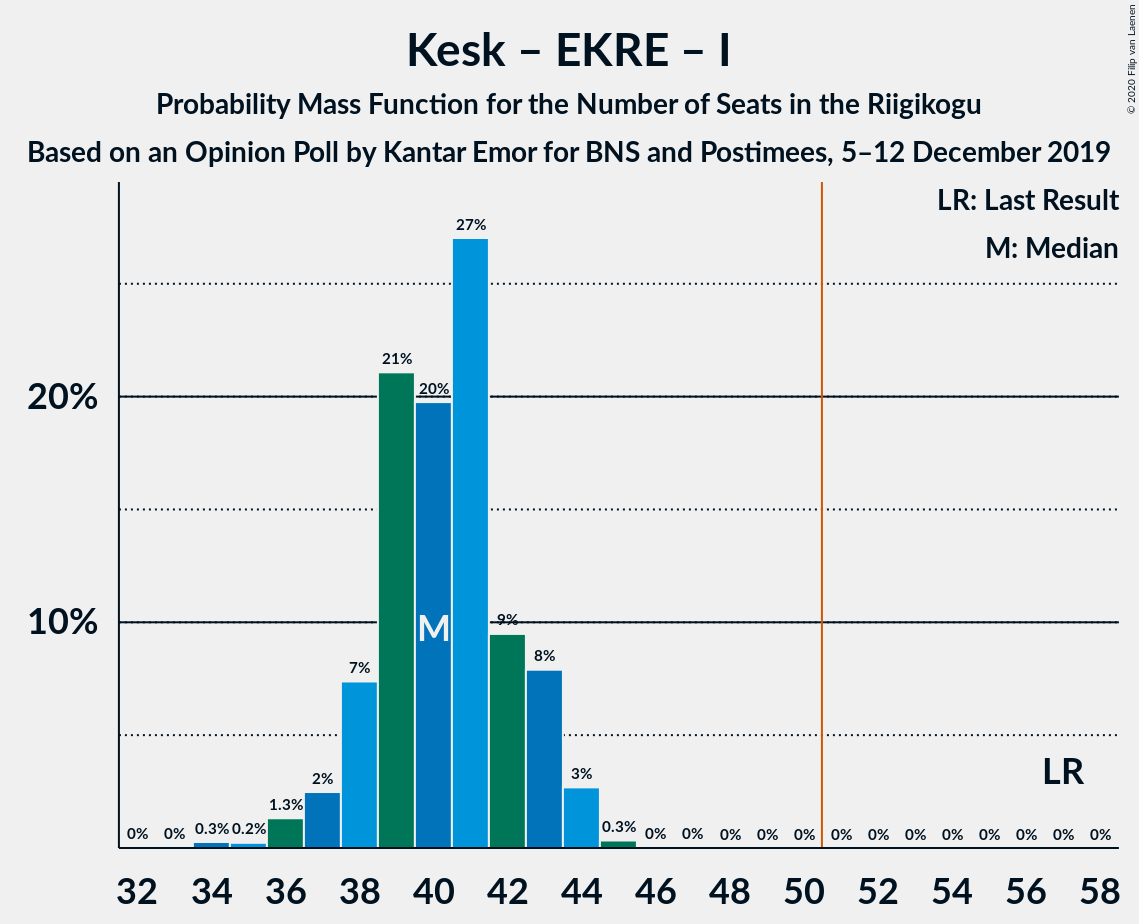 Kesk – EKRE – I
Probability Mass Function for the Number of Seats in the Riigikogu
Based on an Opinion Poll by Kantar Emor for BNS and Postimees, 5–12 December 2019
© 2020 Filip van Laenen
LR: Last Result
M: Median
27%
21%
20%
20%
10%
M
9%
8%
7%
LR
3%
2%
1.3%
0% 0% 0.3% 0.2% 0.3% 0% 0% 0% 0% 0% 0% 0% 0% 0% 0% 0% 0% 0%
32 34 36 38 40 42 44 46 48 50 52 54 56 58